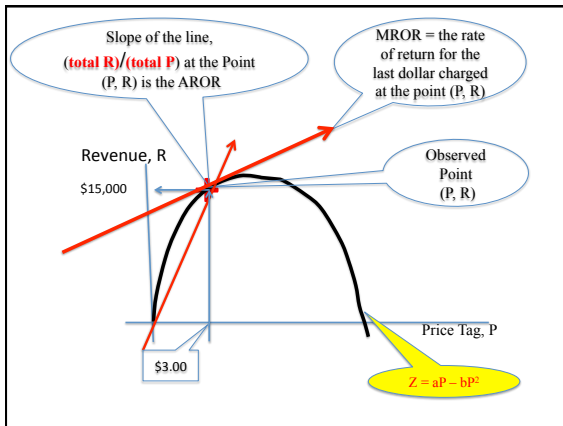 Slope of the line,
(total R)/(total P) at the Point
(P, R) is the AROR
MROR = the rate
of return for the
last dollar charged
at the point (P, R)
Revenue, R
Observed
Point
(P, R)
$15,000
Price Tag, P
$3.00
Z = aP – bP²